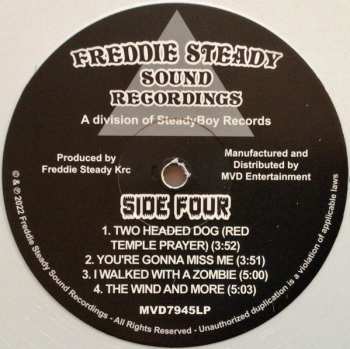 FREDDIE STEADY
SOUND
RECORDINGS
A division of SteadyBoy Records
Produced by
Freddie Steady Krc
Manufactured and
Distributed by
MVD Entertainment
SIDE FOUR
1. TWO HEADED DOG (RED
TEMPLE PRAYER) (3:52)
2. YOU'RE GONNA MISS ME (3:51)
3. I WALKED WITH A ZOMBIE (5:00)
4. THE WIND AND MORE (5:03)
MVD7945LP
© & ℗ 2022 Freddie Steady Sound Recordings - All Rights Reserved - Unauthorized duplication is a violation of applicable laws